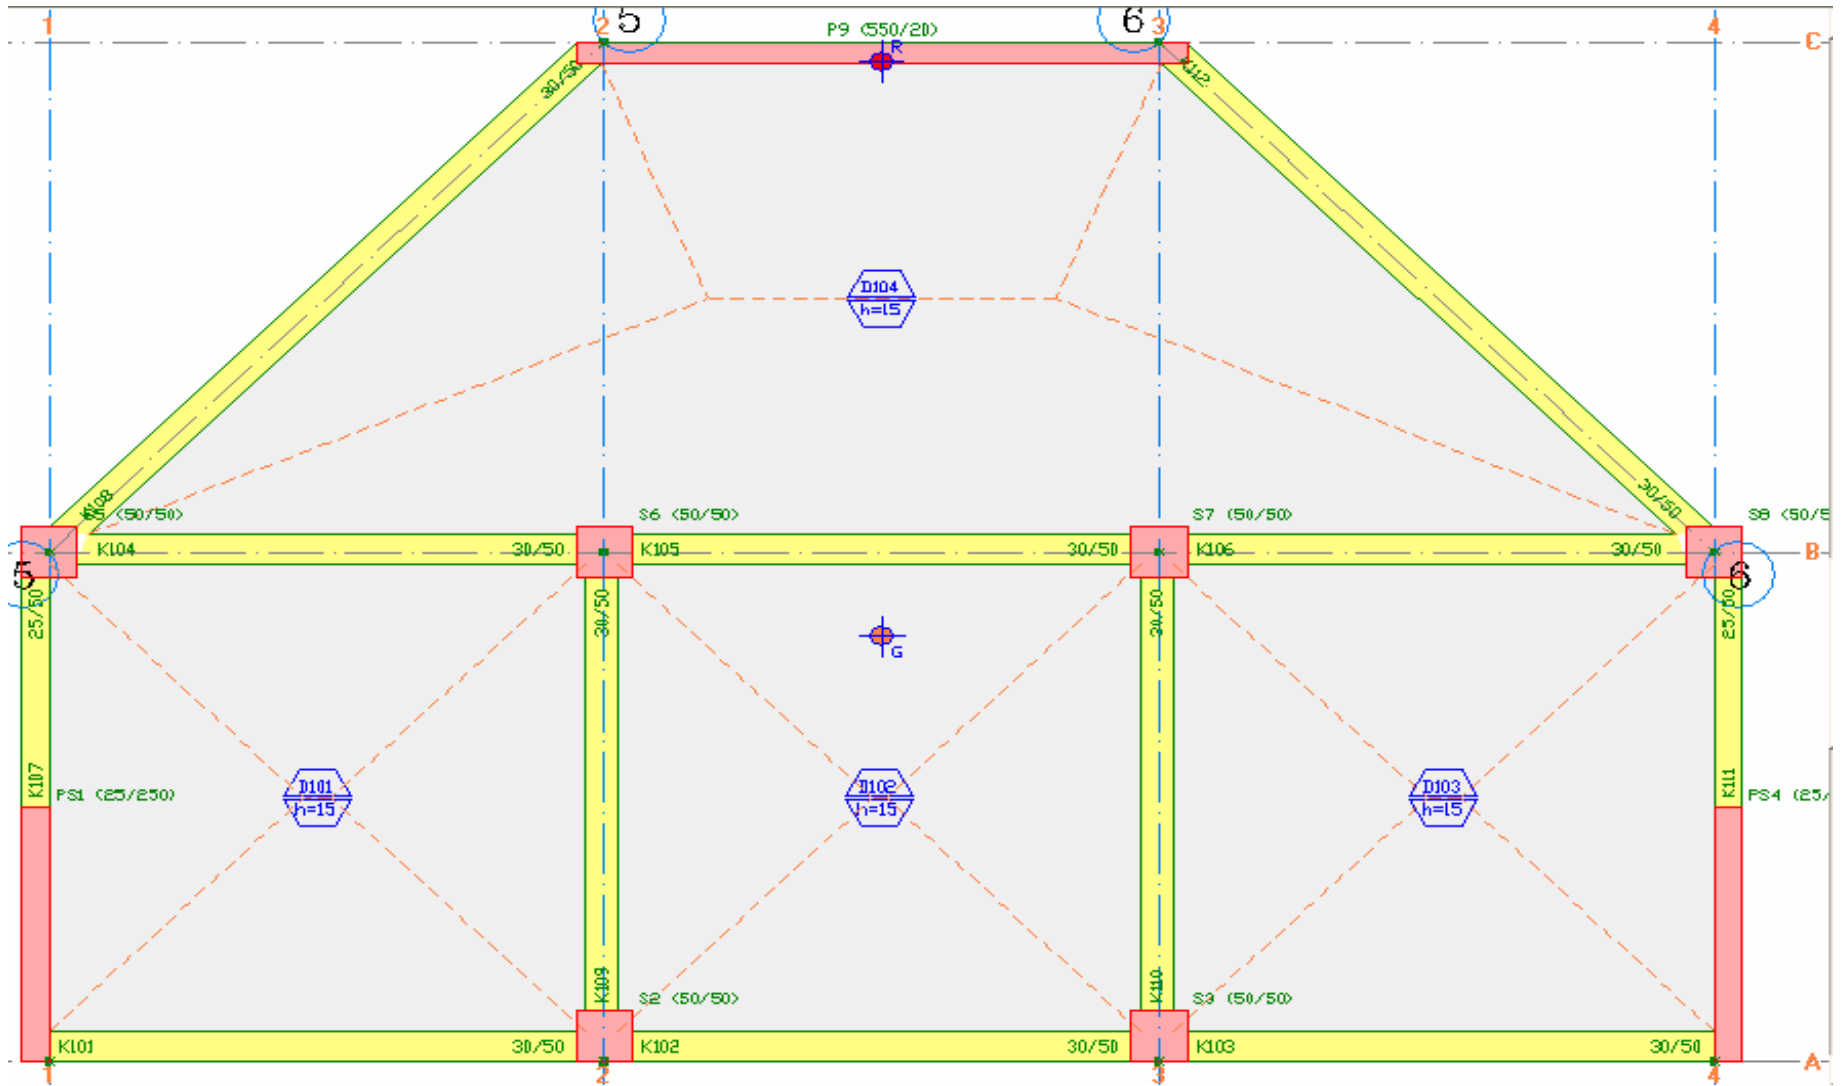 1
2
5
6
3
4
P9 (550/20)
R
C
30/50
K112
D104
h=15
K108
30/50
S5 (50/50)
S6 (50/50)
S7 (50/50)
S8 (50/5
K104
30/50
K105
30/50
K106
30/50
B
5
6
25/50
30/50
30/50
25/50
G
K107
PS1 (25/250)
D101
h=15
D102
h=15
D103
h=15
K111
PS4 (25/
K109
S2 (50/50)
K110
S3 (50/50)
K101
30/50
K102
30/50
K103
30/50
A
1
2
3
4